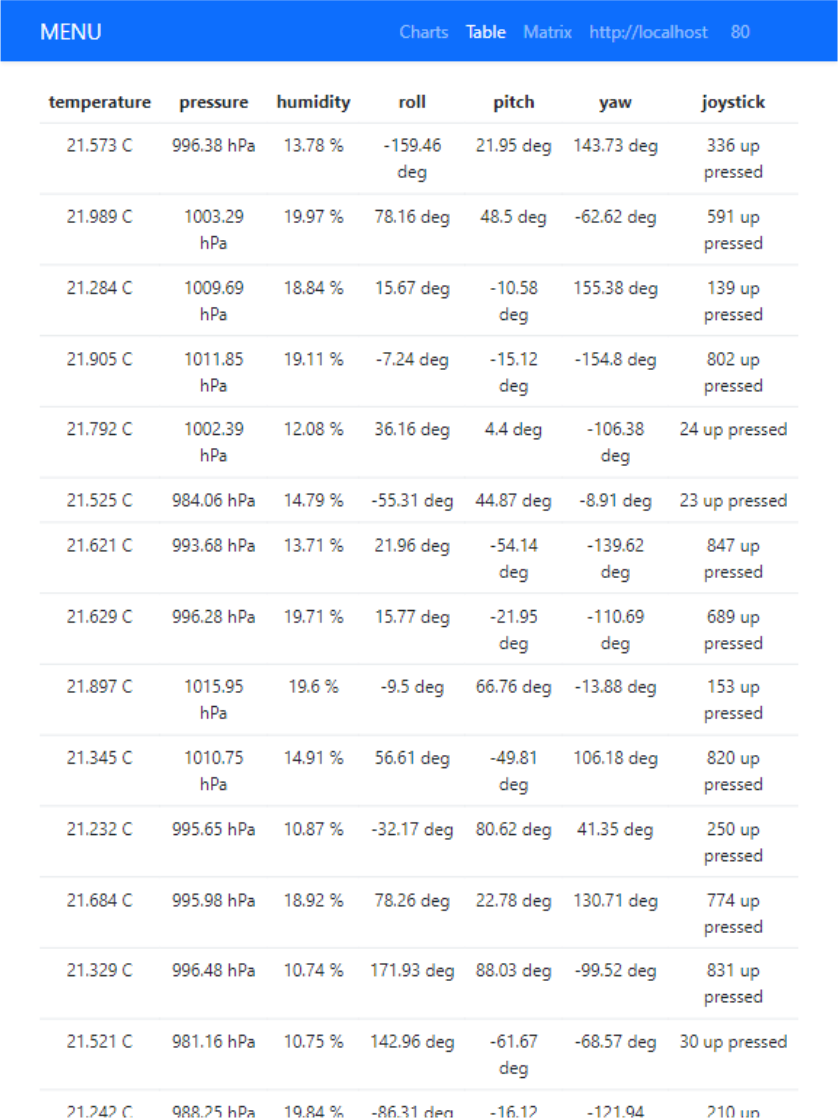 MENU Charts Table Matrix http://localhost 80
temperature pressure humidity roll pitch yaw joystick
21.573 C 996.38 hPa 13.78 % -159.46 21.95 deg 143.73 deg 336 up
deg pressed
21.989 C 1003.29 19.97 % 78.16 deg 48.5 deg -62.62 deg 591 up
hPa pressed
21.284 C 1009.69 18.84 % 15.67 deg -10.58 155.38 deg 139 up
hPa deg pressed
21.905 C 1011.85 19.11 % -7.24 deg -15.12 -154.8 deg 802 up
hPa deg pressed
21.792 C 1002.39 12.08 % 36.16 deg 4.4 deg -106.38 24 up pressed
hPa deg
21.525 C 984.06 hPa 14.79 % -55.31 deg 44.87 deg -8.91 deg 23 up pressed
21.621 C 993.68 hPa 13.71 % 21.96 deg -54.14 -139.62 847 up
deg deg pressed
21.629 C 996.28 hPa 19.71 % 15.77 deg -21.95 -110.69 689 up
deg deg pressed
21.897 C 1015.95 19.6 % -9.5 deg 66.76 deg -13.88 deg 153 up
hPa pressed
21.345 C 1010.75 14.91 % 56.61 deg -49.81 106.18 deg 820 up
hPa deg pressed
21.232 C 995.65 hPa 10.87 % -32.17 deg 80.62 deg 41.35 deg 250 up
pressed
21.684 C 995.98 hPa 18.92 % 78.26 deg 22.78 deg 130.71 deg 774 up
pressed
21.329 C 996.48 hPa 10.74 % 171.93 deg 88.03 deg -99.52 deg 831 up
pressed
21.521 C 981.16 hPa 10.75 % 142.96 deg -61.67 -68.57 deg 30 up pressed
deg
21.242 C 988.25 hPa 19.84 % -86.31 deg -16.12 -121.94 210 up